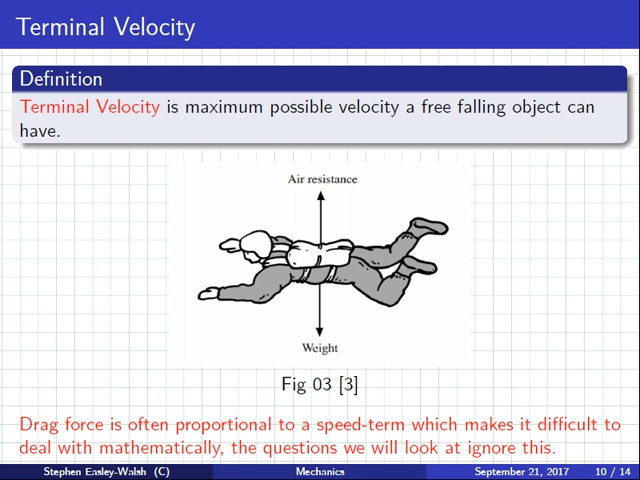 Terminal Velocity
Definition
Terminal Velocity is maximum possible velocity a free falling object can
have.
Air resistance
Weight
Fig 03 [3]
Drag force is often proportional to a speed-term which makes it difficult to
deal with mathematically, the questions we will look at ignore this.
Stephen Easley-Walsh (C) Mechanics September 21, 2017 10 / 14